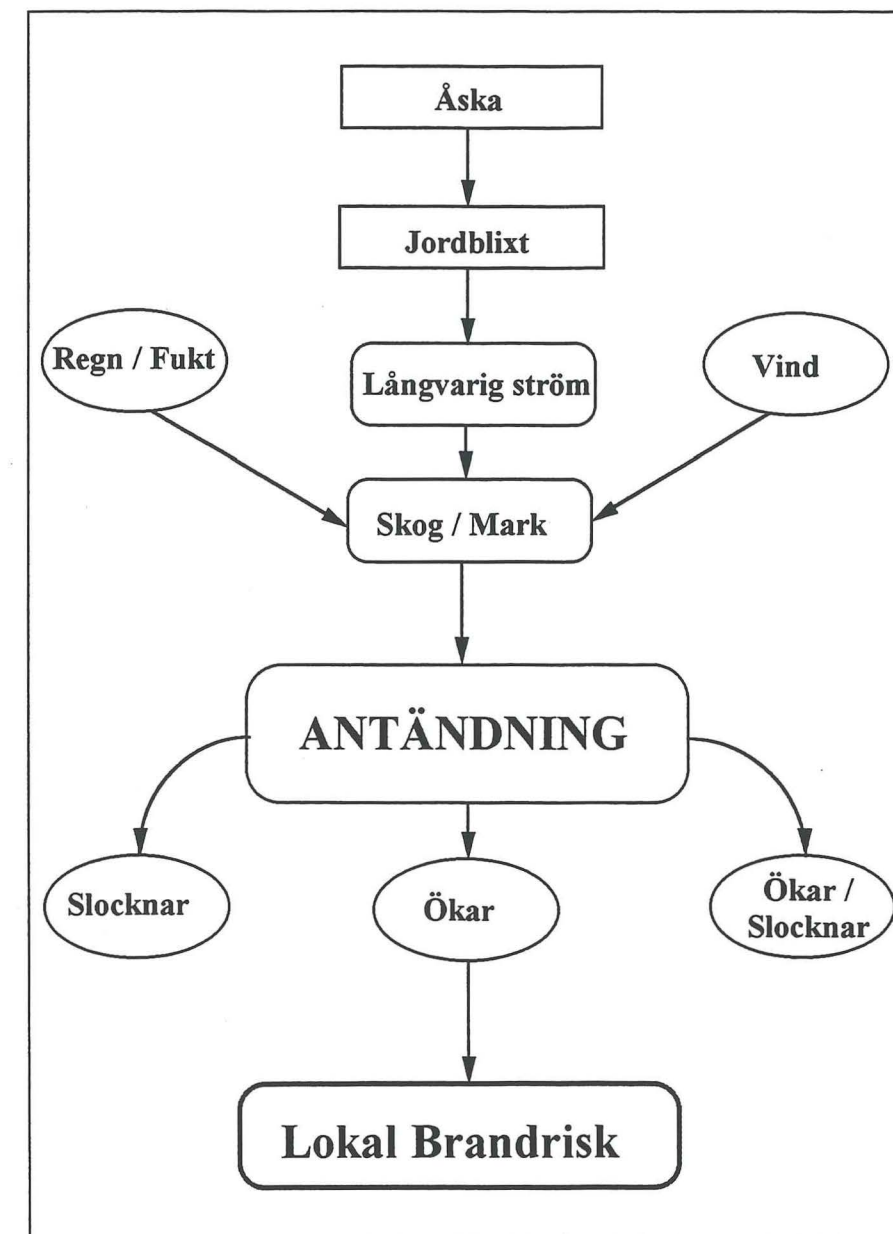 Åska
Jordblixt
Regn / Fukt
Långvarig ström
Vind
Skog / Mark
ANTÄNDNING
Slocknar
Ökar
Ökar /
Slocknar
Lokal Brandrisk